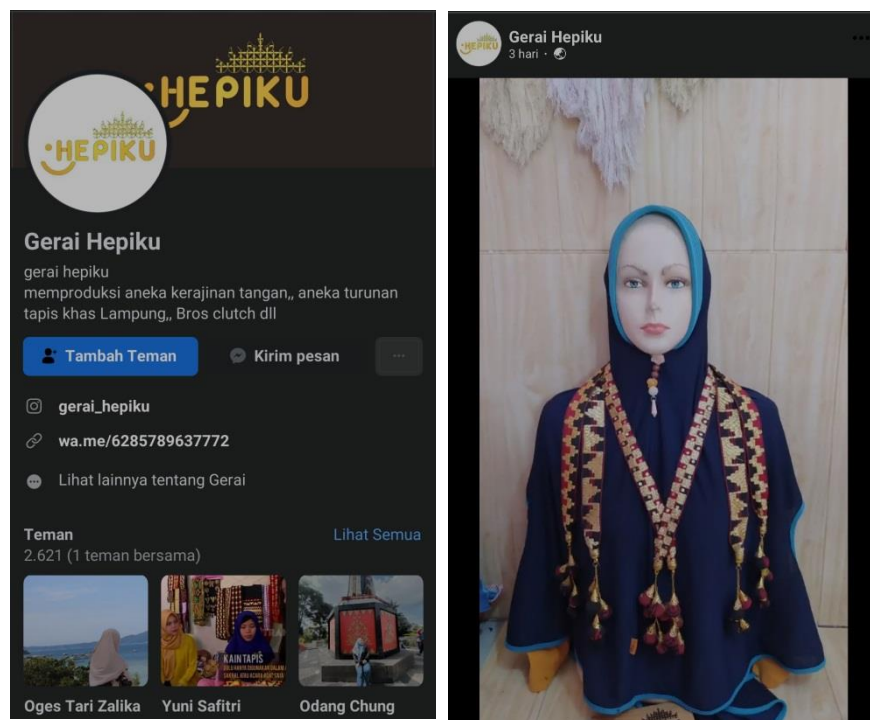 HEPIKU
HEPIKU
Gerai Hepiku
gerai hepiku
memproduksi aneka kerajinan tangan,, aneka turunan
tapis khas Lampung,, Bros clutch dll
Tambah Teman
Kirim pesan
gerai_hepiku
wa.me/6285789637772
Lihat lainnya tentang Gerai
Teman
Lihat Semua
2.621 (1 teman bersama)
KAIN TAPIS
Oges Tari Zalika
Yuni Safitri
Odang Chung
HEPIKU
Gerai Hepiku
3 hari ·